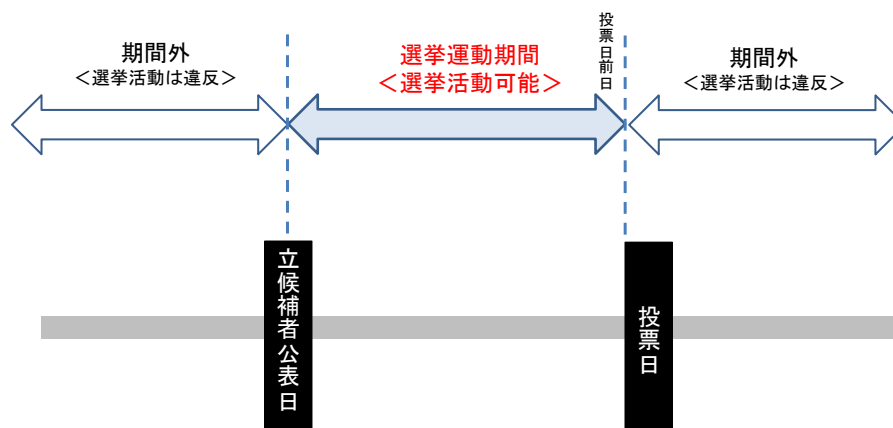 期間外
＜選挙活動は違反＞
選挙運動期間
＜選挙活動可能＞
投票日前日
期間外
＜選挙活動は違反＞
立候補者公表日
投票日